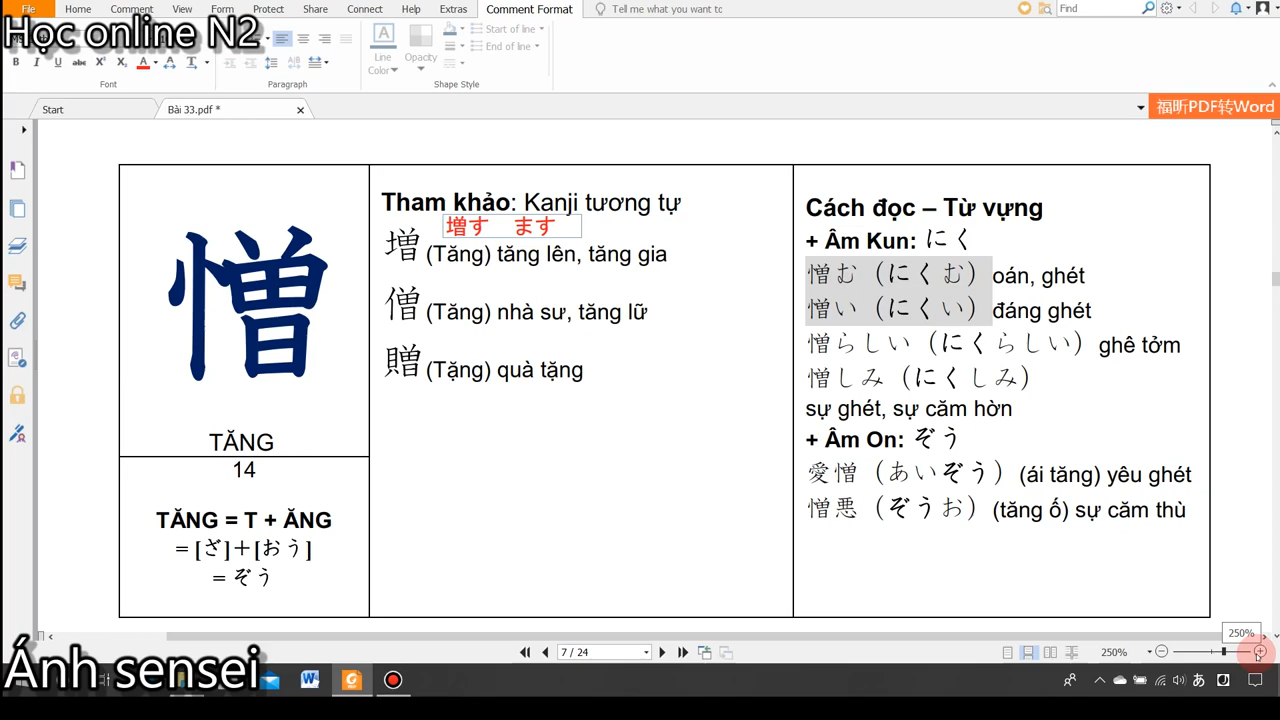 File Home Comment View Form Protect Share Connect Help Extras Comment Format Tell me what you want tc Find
Học online N2
Line Color
Opacity
Start of line
End of line
Font Paragraph Shape Style
Start Bài 33.pdf *
福昕PDF转Word
憎
TĂNG
14
TĂNG = T + ĂNG
= [ざ]＋[おう]
= ぞう
Tham khảo: Kanji tương tự
増す ます
増 (Tăng) tăng lên, tăng gia
僧 (Tăng) nhà sư, tăng lữ
贈 (Tặng) quà tặng
Cách đọc – Từ vựng
+ Âm Kun: にく
憎む（にくむ）oán, ghét
憎い（にくい）đáng ghét
憎らしい（にくらしい）ghê tởm
憎しみ（にくしみ）
sự ghét, sự căm hờn
+ Âm On: ぞう
愛憎（あいぞう）(ái tăng) yêu ghét
憎悪（ぞうお）(tăng ố) sự căm thù
250%
7 / 24
250%
Ánh sensei
あ